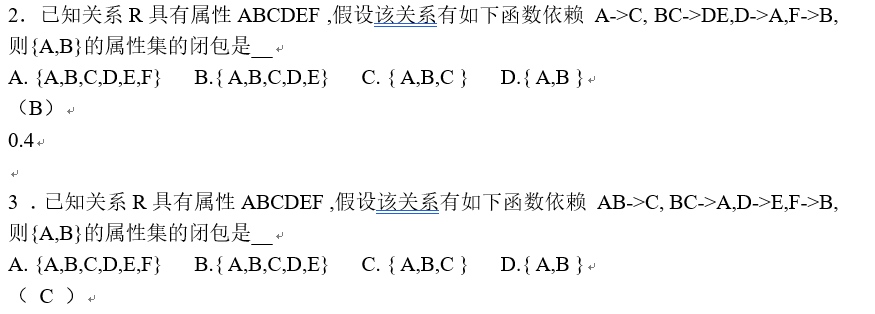 2．已知关系 R 具有属性 ABCDEF ,假设该关系有如下函数依赖 A->C, BC->DE,D->A,F->B,
则{A,B}的属性集的闭包是__
A. {A,B,C,D,E,F} B.{ A,B,C,D,E} C. { A,B,C } D.{ A,B }
（B）
0.4
3 ．已知关系 R 具有属性 ABCDEF ,假设该关系有如下函数依赖 AB->C, BC->A,D->E,F->B,
则{A,B}的属性集的闭包是__
A. {A,B,C,D,E,F} B.{ A,B,C,D,E} C. { A,B,C } D.{ A,B }
（ C ）